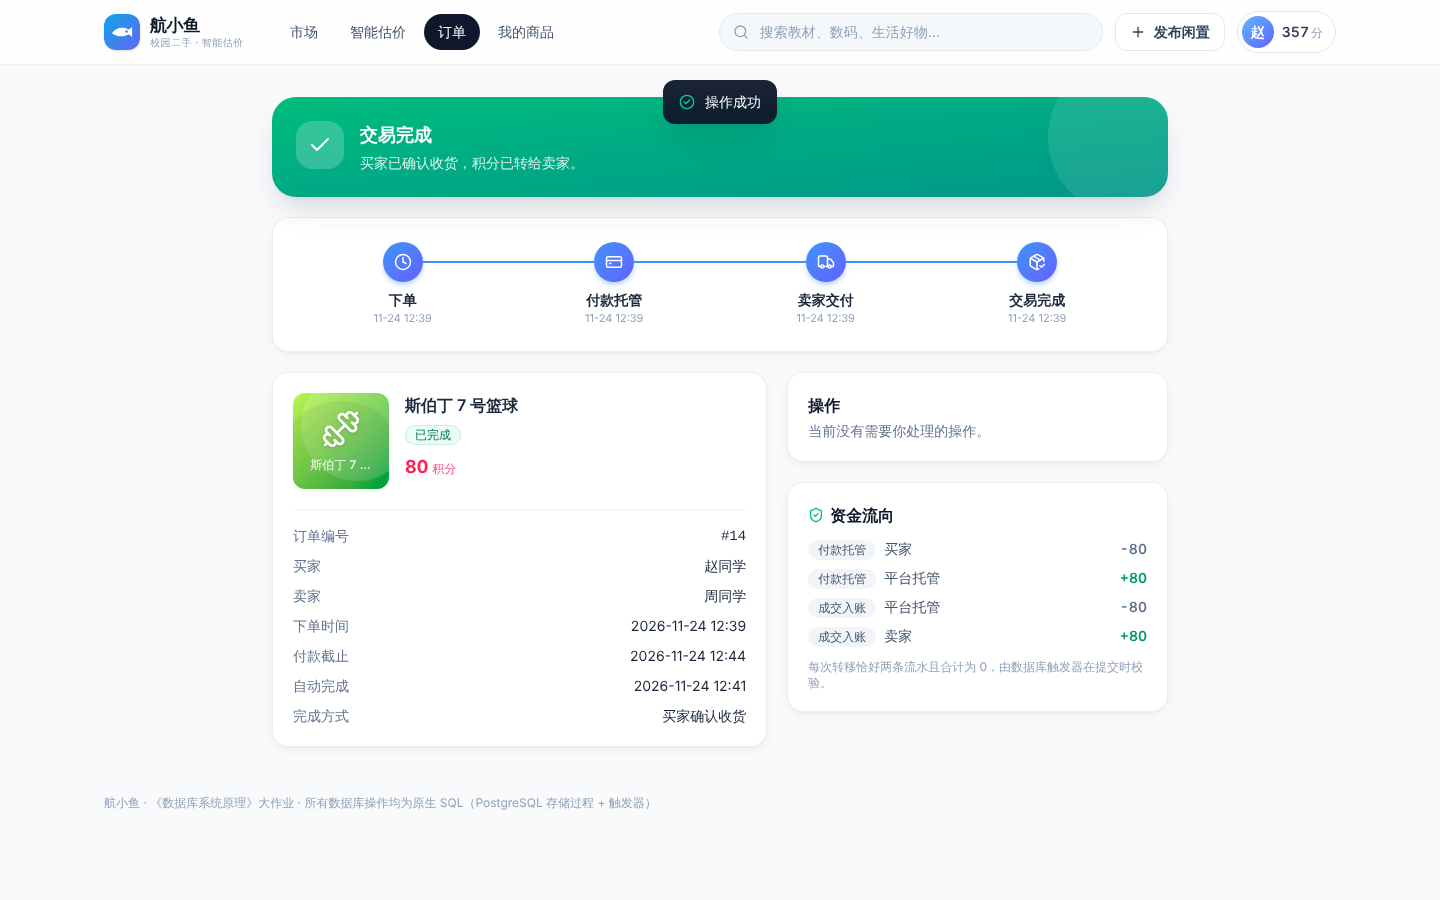 航小鱼
校园二手 · 智能估价
市场
智能估价
订单
我的商品
搜索教材、数码、生活好物...
发布闲置
赵
357 分
操作成功
交易完成
买家已确认收货，积分已转给卖家。
下单
11-24 12:39
付款托管
11-24 12:39
卖家交付
11-24 12:39
交易完成
11-24 12:39
斯伯丁 7 ...
斯伯丁 7 号篮球
已完成
80 积分
订单编号
#14
买家
赵同学
卖家
周同学
下单时间
2026-11-24 12:39
付款截止
2026-11-24 12:44
自动完成
2026-11-24 12:41
完成方式
买家确认收货
操作
当前没有需要你处理的操作。
资金流向
付款托管 买家 -80
付款托管 平台托管 +80
成交入账 平台托管 -80
成交入账 卖家 +80
每次转移恰好两条流水且合计为 0，由数据库触发器在提交时校
验。
航小鱼 · 《数据库系统原理》大作业 · 所有数据库操作均为原生 SQL（PostgreSQL 存储过程 + 触发器）